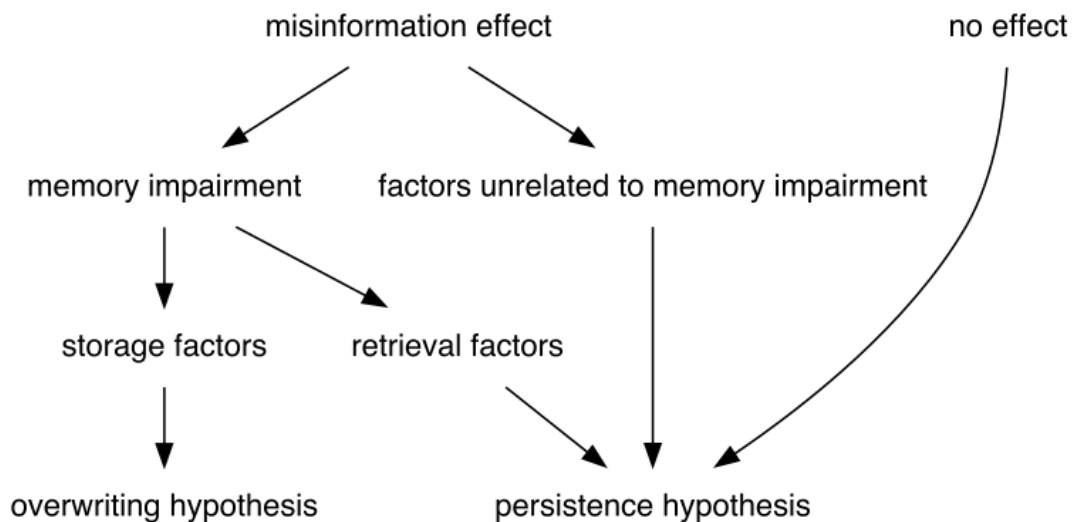 misinformation effect
no effect
memory impairment
factors unrelated to memory impairment
storage factors
retrieval factors
overwriting hypothesis
persistence hypothesis